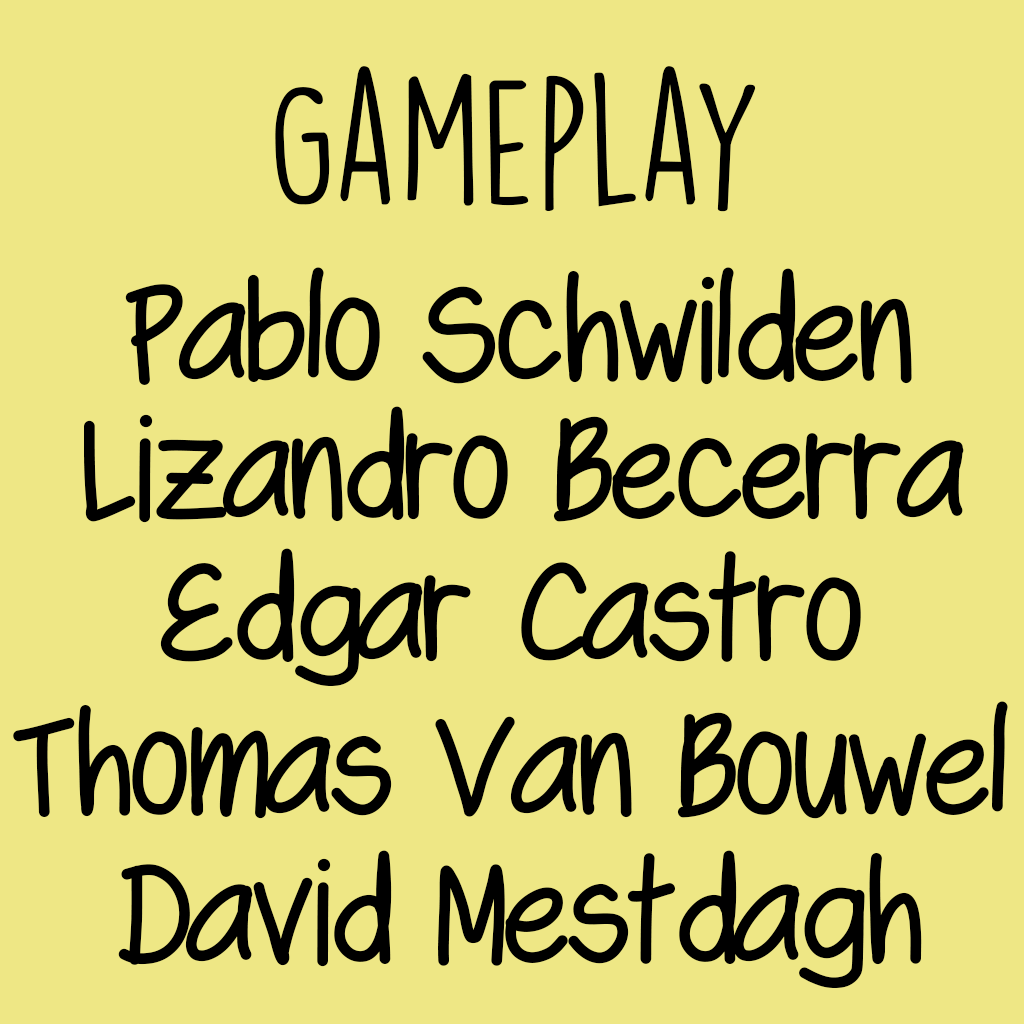 GAMEPLAY
Pablo Schwilden
Lizandro Becerra
Edgar Castro
Thomas Van Bouwel
David Mestdagh